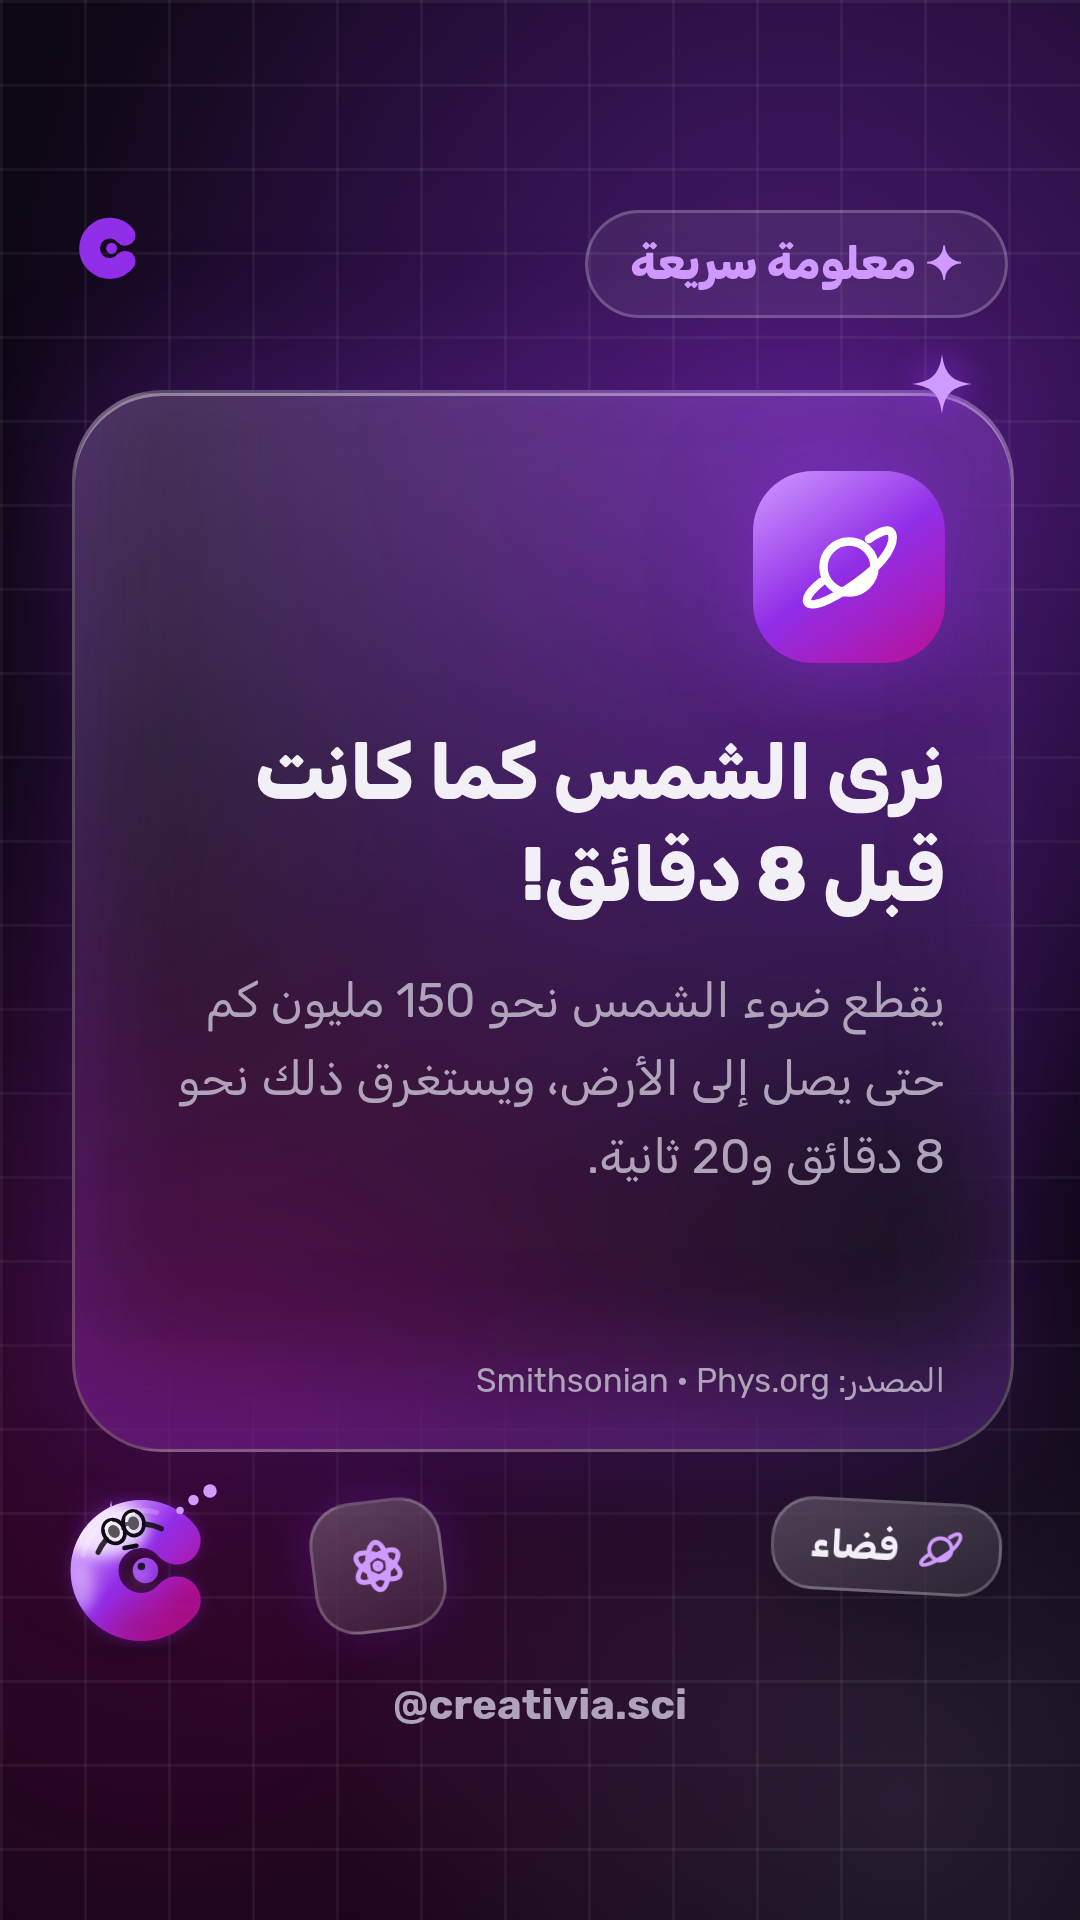 معلومة سريعة
نرى الشمس كما كانت
قبل 8 دقائق!
يقطع ضوء الشمس نحو 150 مليون كم
حتى يصل إلى الأرض، ويستغرق ذلك نحو
8 دقائق و20 ثانية.
المصدر: Smithsonian • Phys.org
فضاء
@creativia.sci